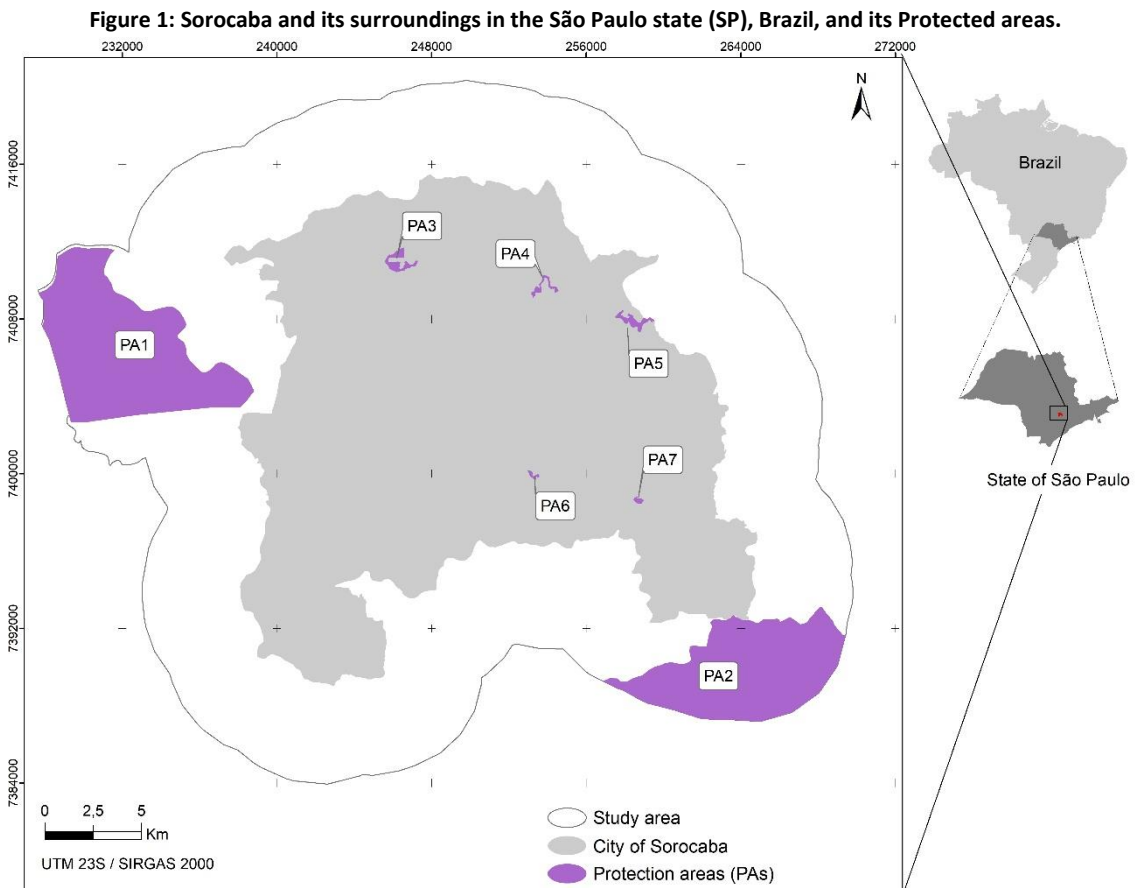 Figure 1: Sorocaba and its surroundings in the São Paulo state (SP), Brazil, and its Protected areas.
232000 240000 248000 256000 264000 272000
N
7416000
Brazil
PA3
PA4
7408000
PA1
PA5
PA7
7400000
State of São Paulo
PA6
7392000
PA2
7384000
0 2,5 5
Km
UTM 23S / SIRGAS 2000
Study area
City of Sorocaba
Protection areas (PAs)